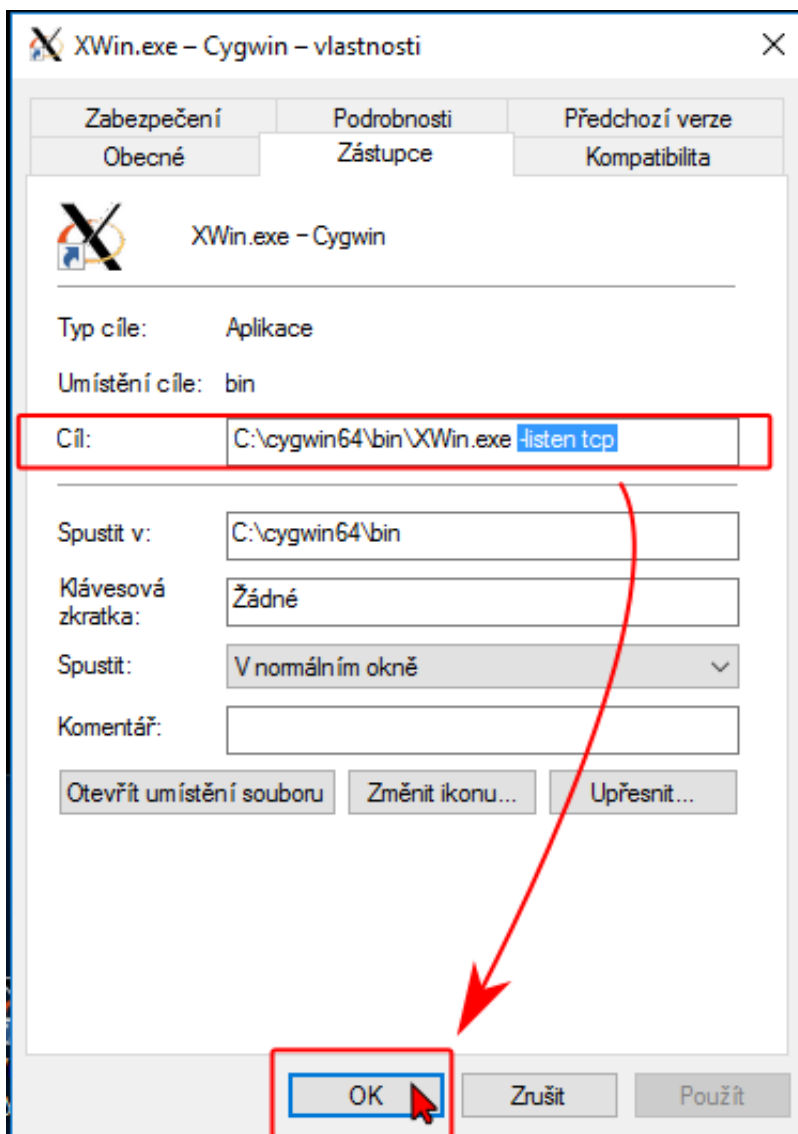 XWin.exe – Cygwin – vlastnosti
Zabezpečení Podrobnosti Předchozí verze
Obecné Zástupce Kompatibilita
XWin.exe – Cygwin
Typ cíle: Aplikace
Umístění cíle: bin
Cíl: C:\cygwin64\bin\XWin.exe -listen tcp
Spustit v: C:\cygwin64\bin
Klávesová
zkratka: Žádné
Spustit: V normálním okně
Komentář:
Otevřít umístění souboru Změnit ikonu... Upřesnit...
OK Zrušit Použít